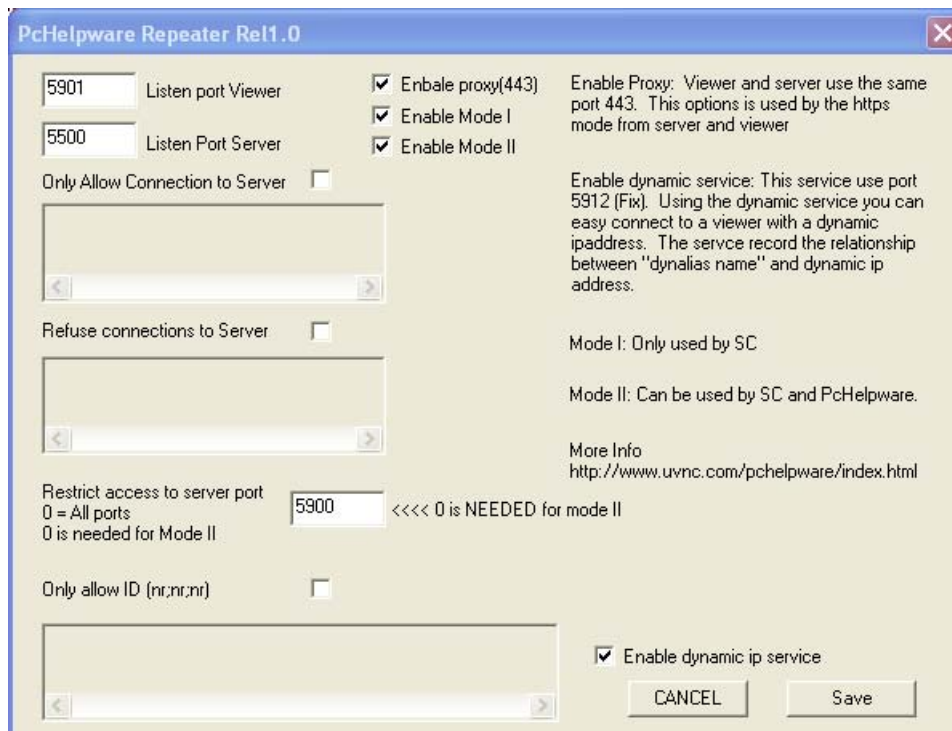 PcHelpware Repeater Rel1.0
5901
Listen port Viewer
5500
Listen Port Server
Enbale proxy(443)
Enable Mode I
Enable Mode II
Enable Proxy: Viewer and server use the same
port 443. This options is used by the https
mode from server and viewer
Only Allow Connection to Server
Enable dynamic service: This service use port
5912 (Fix). Using the dynamic service you can
easy connect to a viewer with a dynamic
ipaddress. The servce record the relationship
between "dynalias name" and dynamic ip
address.
Refuse connections to Server
Mode I: Only used by SC
Mode II: Can be used by SC and PcHelpware.
More Info
http://www.uvnc.com/pchelpware/index.html
Restrict access to server port
0 = All ports
0 is needed for Mode II
5900
<<<< 0 is NEEDED for mode II
Only allow ID (nr;nr;nr)
Enable dynamic ip service
CANCEL
Save